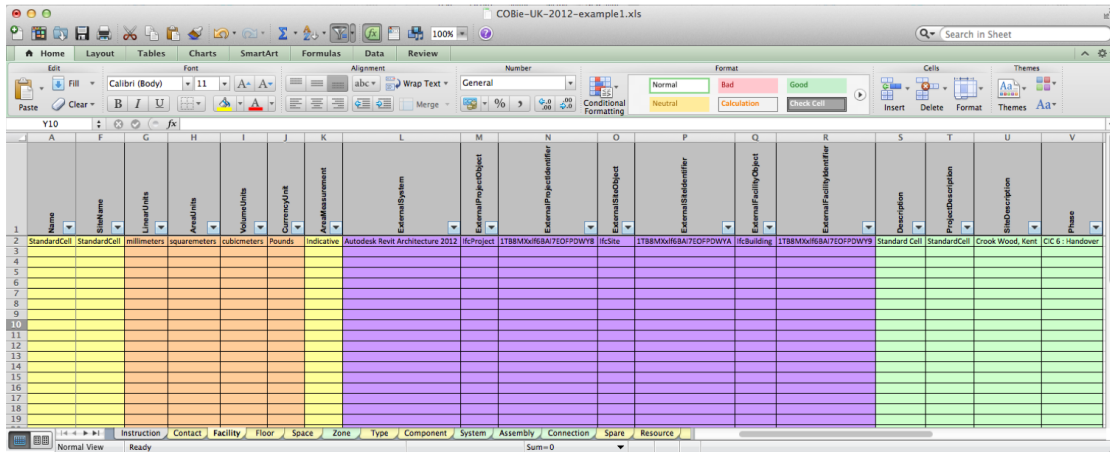 COBie-UK-2012-example1.xls
100%
Search in Sheet
Home Layout Tables Charts SmartArt Formulas Data Review
Edit Font Alignment Number Format Cells Themes
Fill Calibri (Body) 11 A A abc Wrap Text General Normal Bad Good
Paste Clear B I U A Merge % Conditional Formatting Neutral Calculation Check Cell Insert Delete Format Themes Aa
Y10 fx
A F G H I J K L M N O P Q R S T U V
1 Name SiteName LinearUnits AreaUnits VolumeUnits CurrencyUnit AreaMeasurement ExternalSystem ExternalProjectObject ExternalProjectIdentifier ExternalSiteObject ExternalSiteIdentifier ExternalFacilityObject ExternalFacilityIdentifier Description ProjectDescription SiteDescription Phase
2 StandardCell StandardCell millimeters squaremeters cubicmeters Pounds Indicative Autodesk Revit Architecture 2012 IfcProject 1TB8MXxlf6BAI7EOFPDWY8 IfcSite 1TB8MXxlf6BAI7EOFPDWYA IfcBuilding 1TB8MXxlf6BAI7EOFPDWY9 Standard Cell StandardCell Crook Wood, Kent CIC 6 : Handover
3
4
5
6
7
8
9
10
11
12
13
14
15
16
17
18
19
Instruction Contact Facility Floor Space Zone Type Component System Assembly Connection Spare Resource
Normal View Ready Sum=0